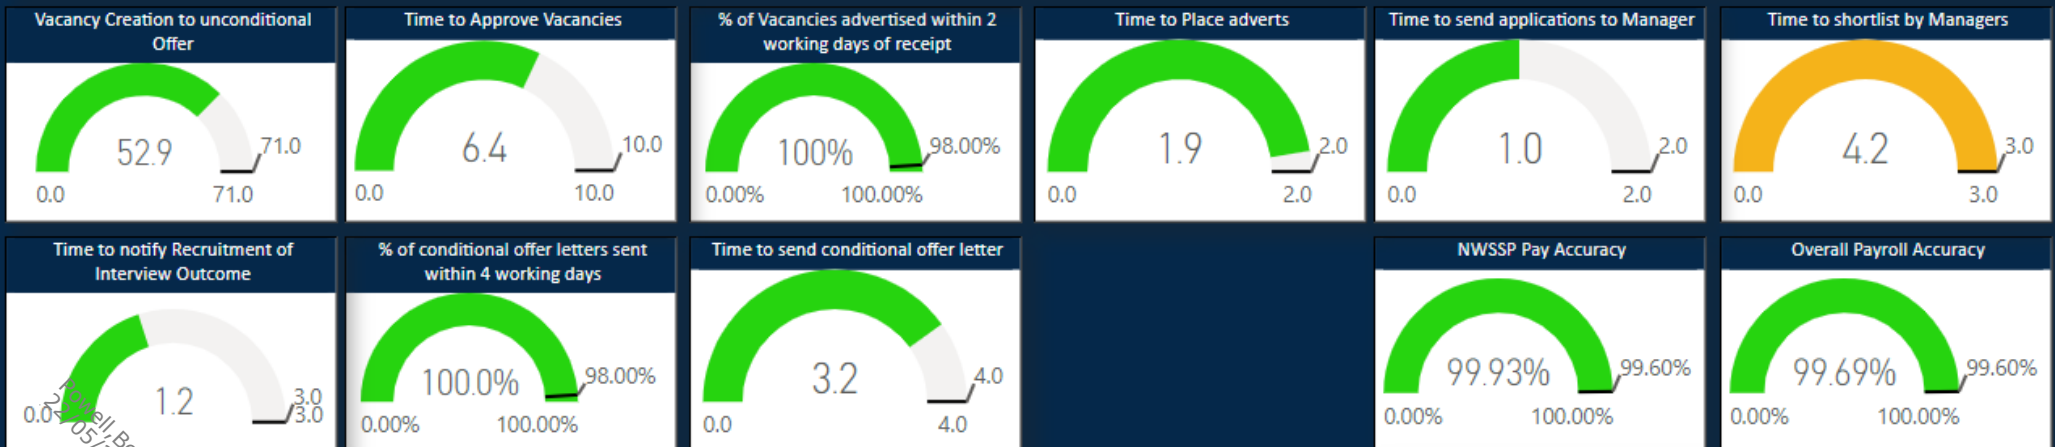 Vacancy Creation to unconditional
Offer
52.9
71.0
0.0
71.0
Time to Approve Vacancies
6.4
10.0
0.0
10.0
% of Vacancies advertised within 2
working days of receipt
100%
98.00%
0.00%
100.00%
Time to Place adverts
1.9
2.0
0.0
2.0
Time to send applications to Manager
1.0
2.0
0.0
2.0
Time to shortlist by Managers
4.2
3.0
0.0
3.0
Time to notify Recruitment of
Interview Outcome
1.2
3.0
0.0
3.0
% of conditional offer letters sent
within 4 working days
100.0%
98.00%
0.00%
100.00%
Time to send conditional offer letter
3.2
4.0
0.0
4.0
NWSSP Pay Accuracy
99.93%
99.60%
0.00%
100.00%
Overall Payroll Accuracy
99.69%
99.60%
0.00%
100.00%